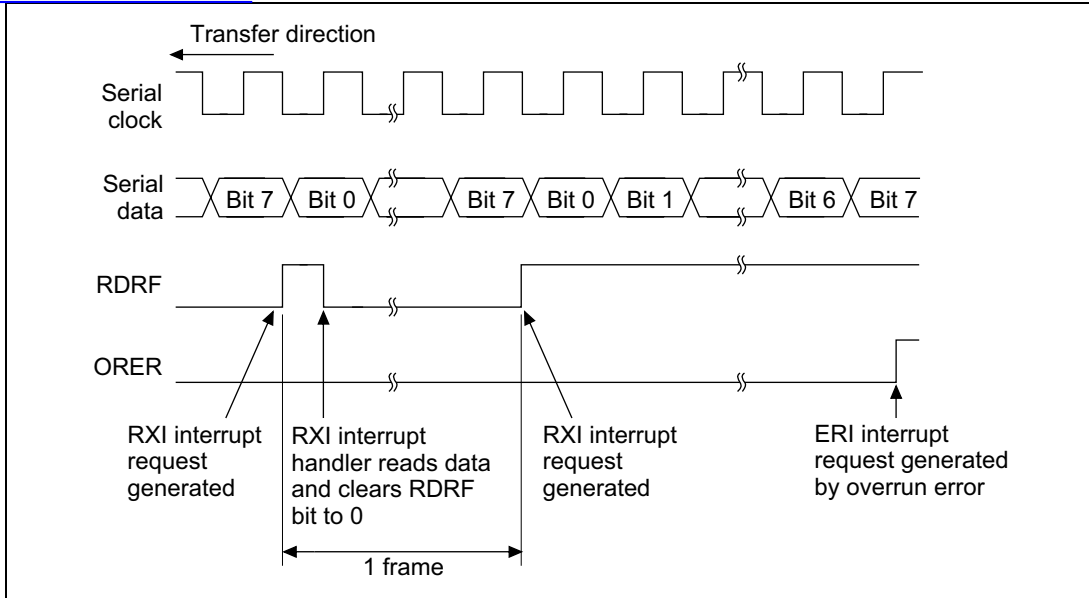 Transfer direction
Serial
clock
Serial
data
Bit 7 Bit 0 Bit 7 Bit 0 Bit 1 Bit 6 Bit 7
RDRF
ORER
RXI interrupt
request
generated
RXI interrupt
handler reads data
and clears RDRF
bit to 0
RXI interrupt
request
generated
ERI interrupt
request generated
by overrun error
1 frame